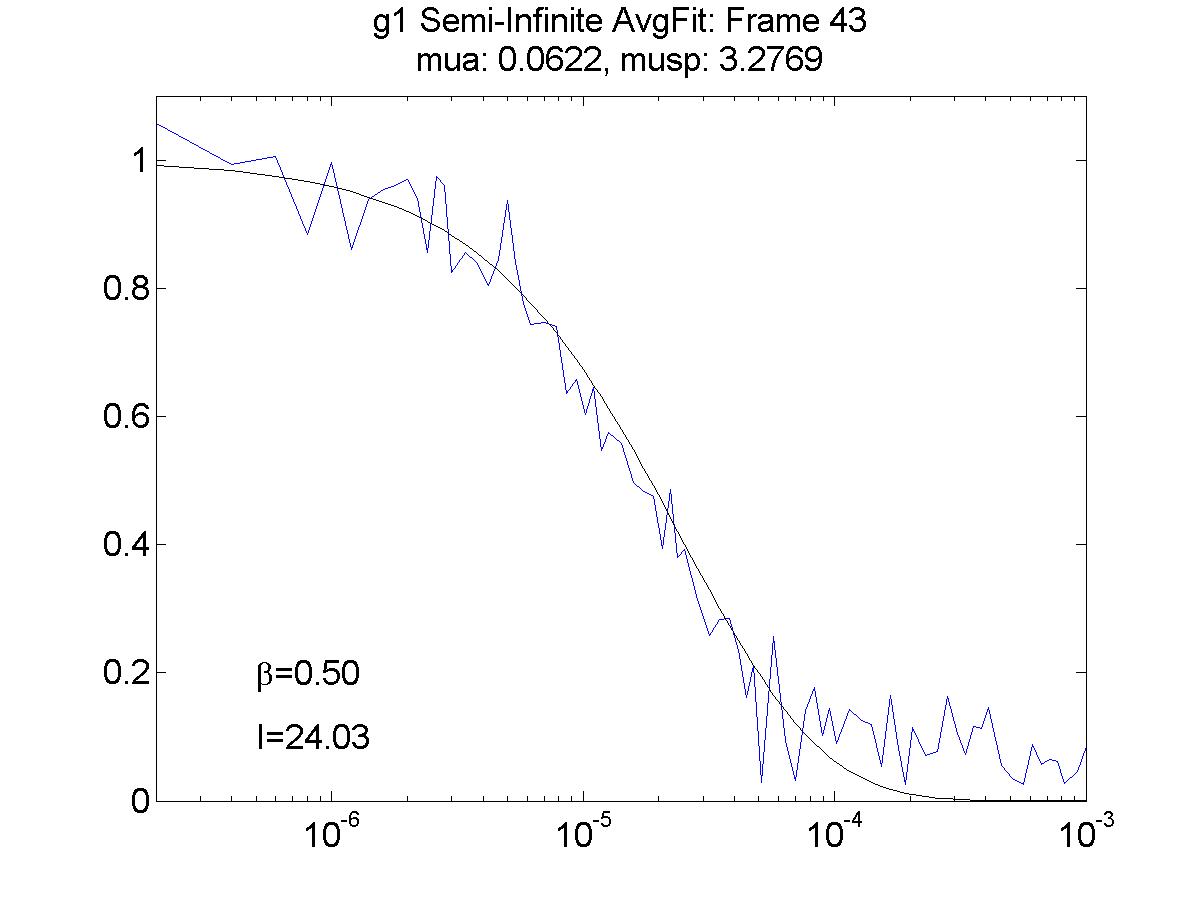 g1 Semi-Infinite AvgFit: Frame 43
mua: 0.0622, musp: 3.2769
1
0.8
0.6
0.4
0.2
0
β=0.50
I=24.03
10^-6
10^-5
10^-4
10^-3